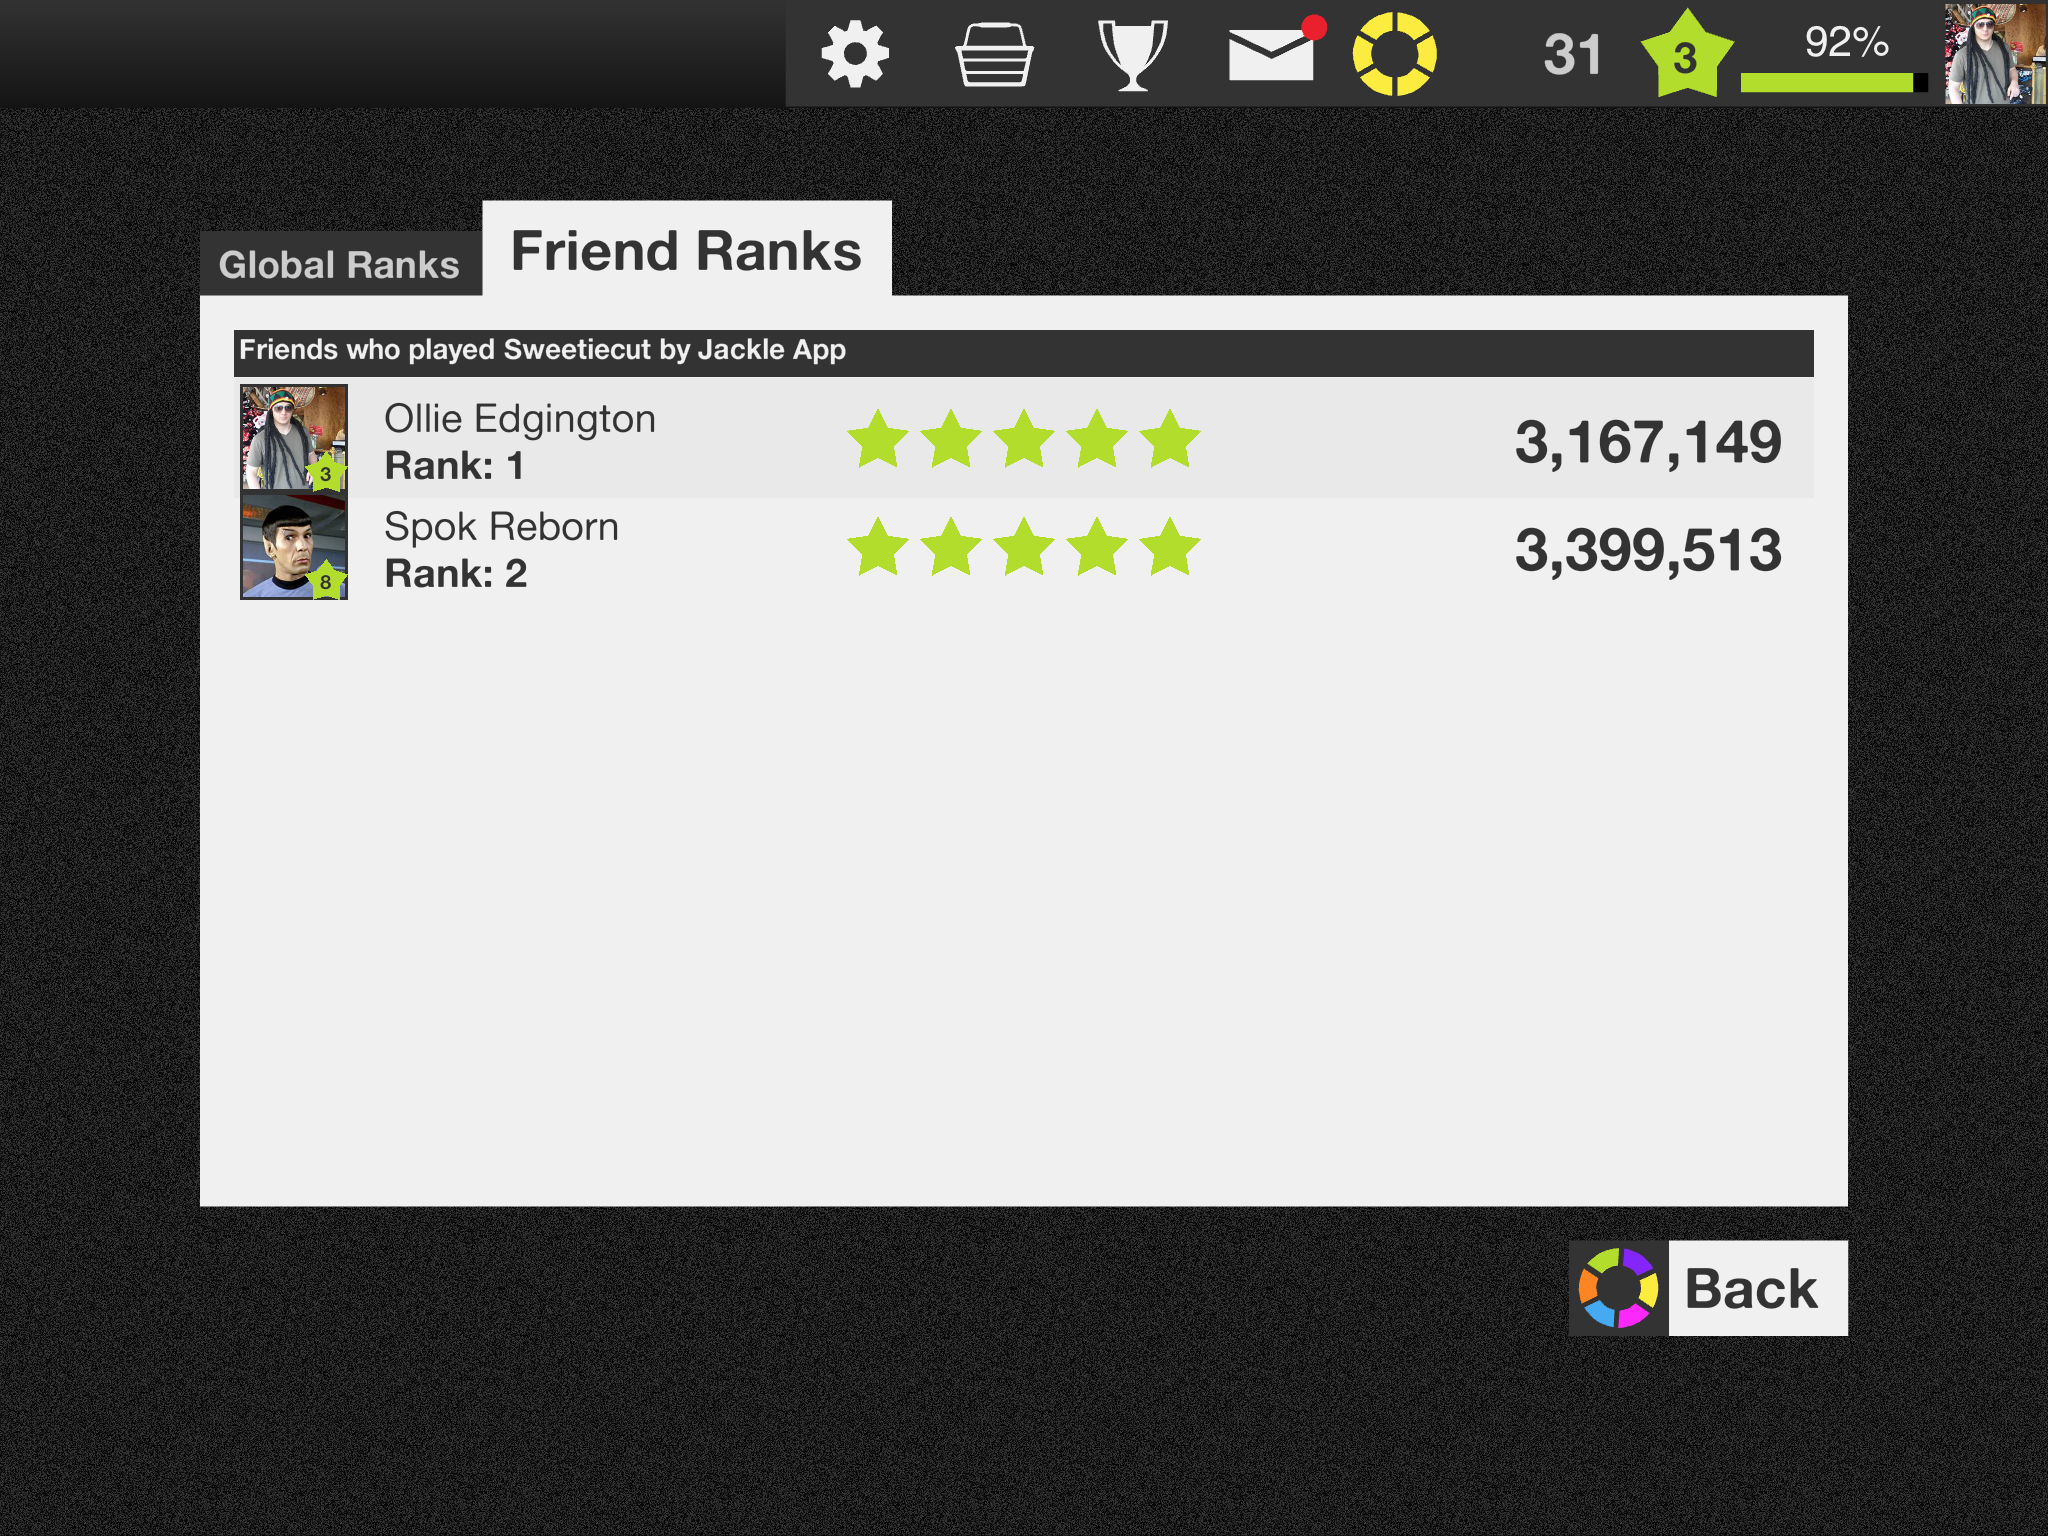 31
3
92%
Global Ranks
Friend Ranks
Friends who played Sweetiecut by Jackle App
Ollie Edgington
Rank: 1
3
3,167,149
Spok Reborn
Rank: 2
8
3,399,513
Back